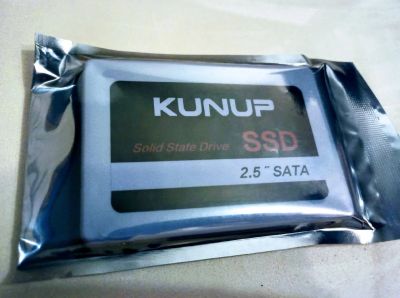 KUNUP
Solid State Drive SSD
2.5" SATA